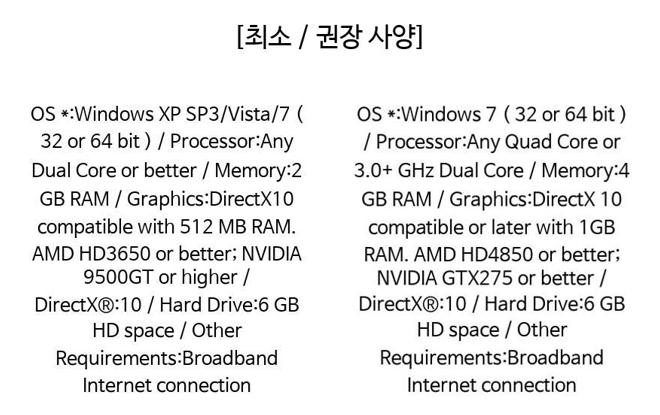 [최소 / 권장 사양]
OS *:Windows XP SP3/Vista/7 (
32 or 64 bit ) / Processor:Any
Dual Core or better / Memory:2
GB RAM / Graphics:DirectX10
compatible with 512 MB RAM.
AMD HD3650 or better; NVIDIA
9500GT or higher /
DirectX®:10 / Hard Drive:6 GB
HD space / Other
Requirements:Broadband
Internet connection
OS *:Windows 7 ( 32 or 64 bit )
/ Processor:Any Quad Core or
3.0+ GHz Dual Core / Memory:4
GB RAM / Graphics:DirectX 10
compatible or later with 1GB
RAM. AMD HD4850 or better;
NVIDIA GTX275 or better /
DirectX®:10 / Hard Drive:6 GB
HD space / Other
Requirements:Broadband
Internet connection